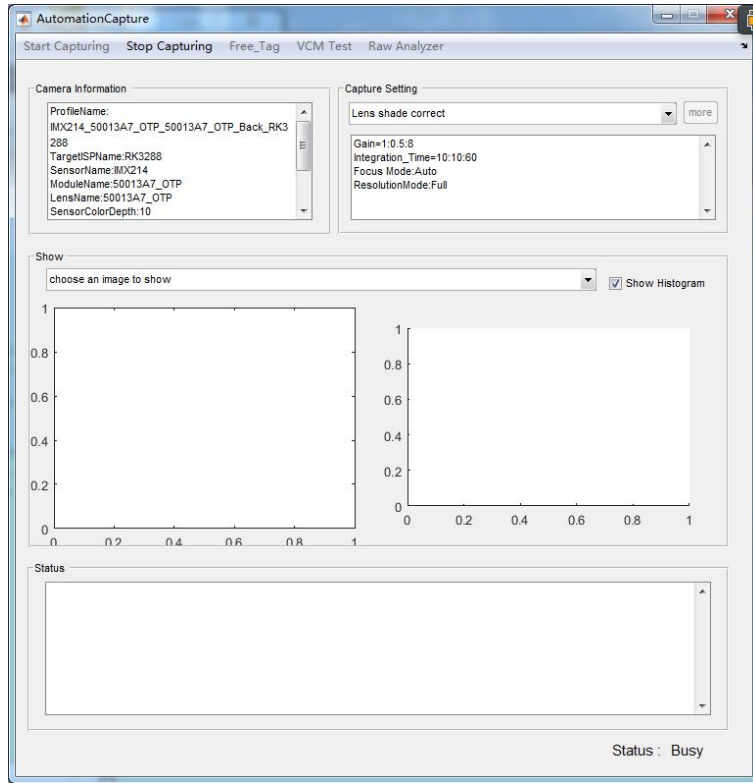 AutomationCapture
Start Capturing Stop Capturing Free_Tag VCM Test Raw Analyzer
Camera Information
ProfileName:
IMX214_50013A7_OTP_50013A7_OTP_Back_RK3
288
TargetISPName:RK3288
SensorName:IMX214
ModuleName:50013A7_OTP
LensName:50013A7_OTP
SensorColorDepth:10
Capture Setting
Lens shade correct
more
Gain=1:0.5:8
Integration_Time=10:10:60
Focus Mode:Auto
ResolutionMode:Full
Show
choose an image to show
Show Histogram
1
0.8
0.6
0.4
0.2
0
0 0.2 0.4 0.6 0.8 1
1
0.8
0.6
0.4
0.2
0
0 0.2 0.4 0.6 0.8 1
Status
Status : Busy